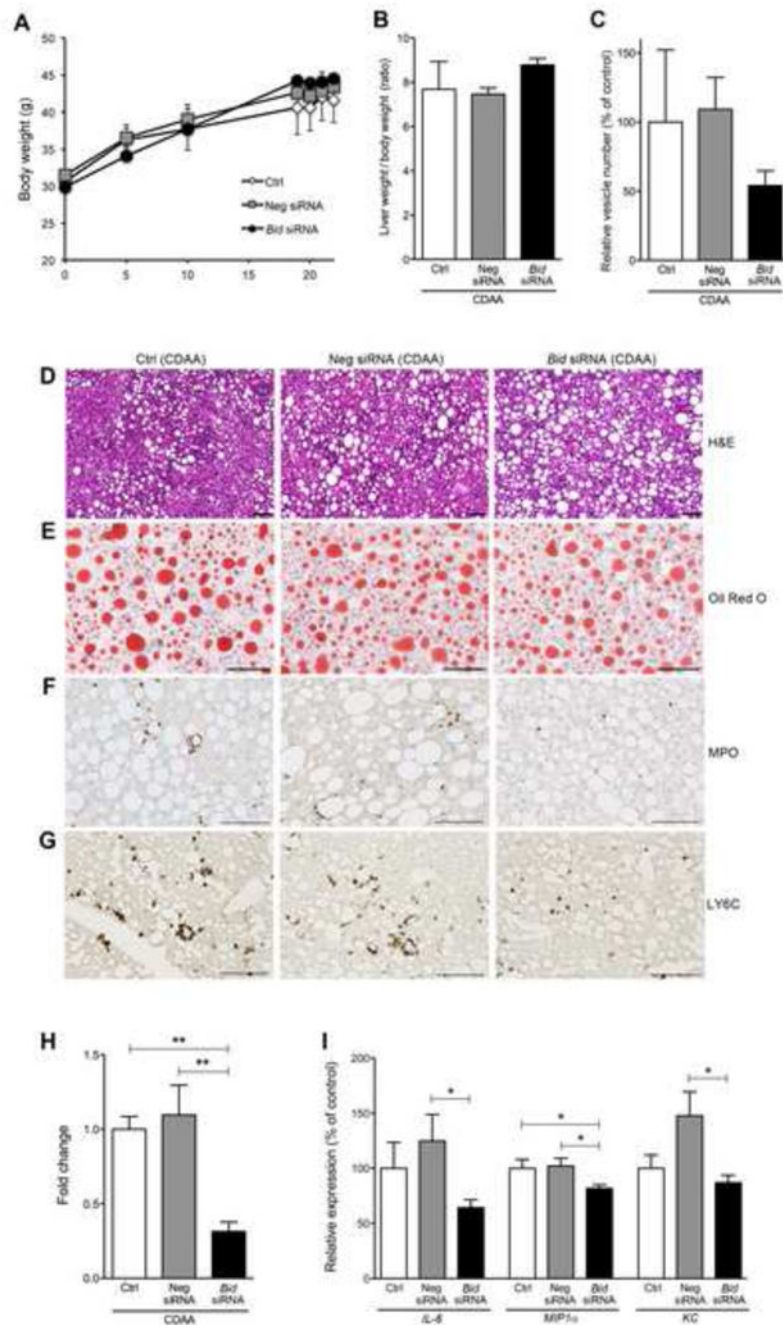 A
Body weight (g)
50
45
40
35
30
25
20
0
5
10
15
20
Ctrl
Neg siRNA
Bid siRNA
B
Liver weight / body weight (ratio)
10
8
6
4
2
0
Ctrl
Neg
siRNA
Bid
siRNA
CDAA
C
Relative vesicle number (% of control)
150
100
50
0
Ctrl
Neg
siRNA
Bid
siRNA
CDAA
Ctrl (CDAA)
Neg siRNA (CDAA)
Bid siRNA (CDAA)
D
H&E
E
Oil Red O
F
MPO
G
LY6C
H
Fold change
1.5
1.0
0.5
0.0
**
**
Ctrl
Neg
siRNA
Bid
siRNA
CDAA
I
Relative expression (% of control)
200
150
100
50
0
*
*
*
*
Ctrl
Neg
siRNA
Bid
siRNA
IL-6
Ctrl
Neg
siRNA
Bid
siRNA
MIP1α
Ctrl
Neg
siRNA
Bid
siRNA
KC